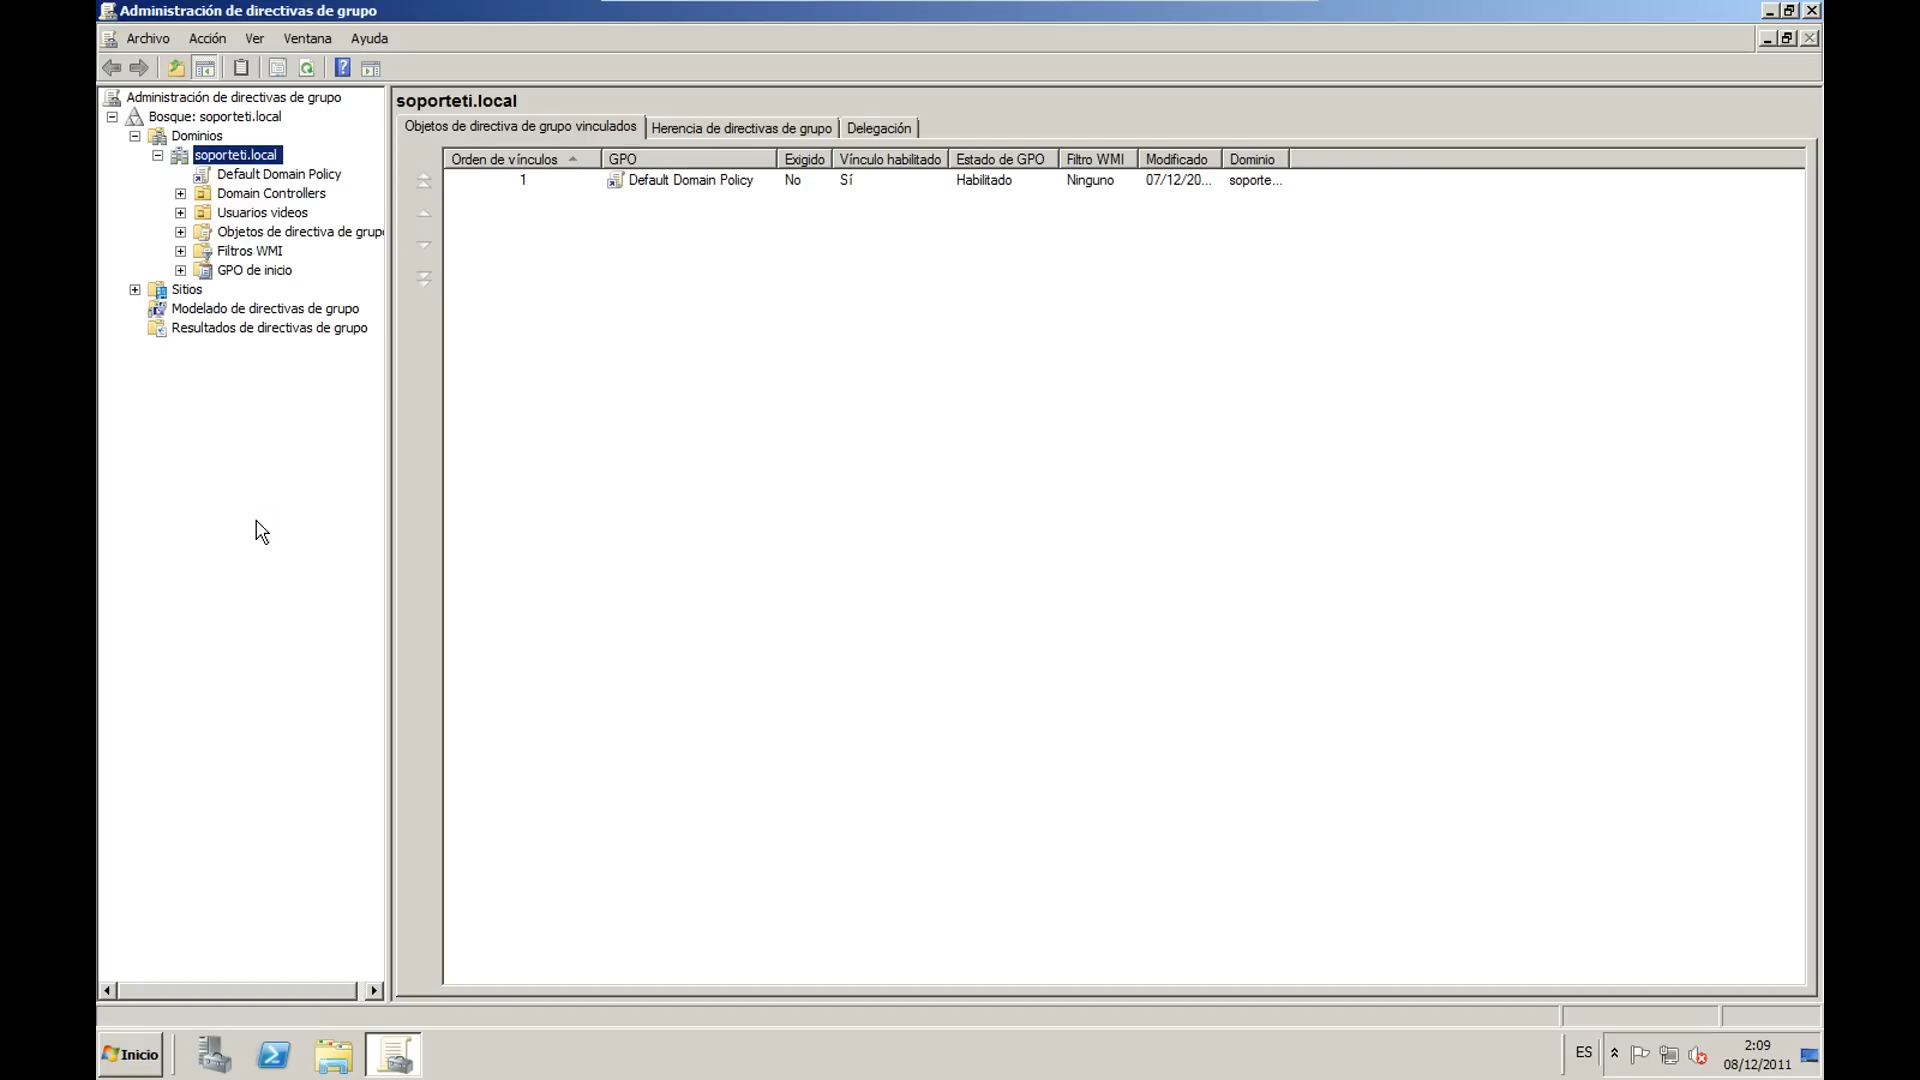 Administración de directivas de grupo
Archivo Acción Ver Ventana Ayuda
Administración de directivas de grupo
Bosque: soporteti.local
Dominios
soporteti.local
Default Domain Policy
Domain Controllers
Usuarios videos
Objetos de directiva de grupo
Filtros WMI
GPO de inicio
Sitios
Modelado de directivas de grupo
Resultados de directivas de grupo
soporteti.local
Objetos de directiva de grupo vinculados Herencia de directivas de grupo Delegación
Orden de vínculos GPO Exigido Vínculo habilitado Estado de GPO Filtro WMI Modificado Dominio
1 Default Domain Policy No Sí Habilitado Ninguno 07/12/20... soporte...
Inicio
ES
2:09
08/12/2011